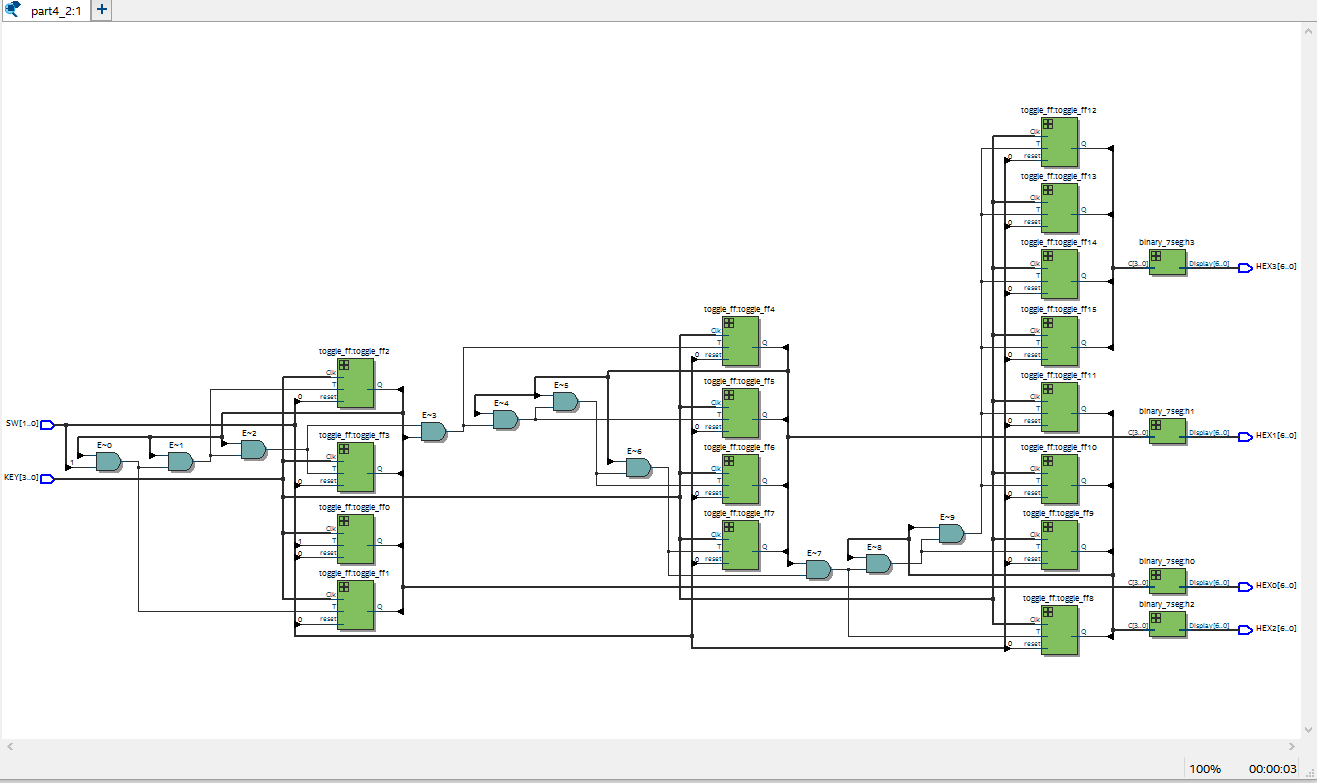 part4_2:1
toggle_ff:toggle_ff12
Clk
T
0 reset
Q
toggle_ff:toggle_ff13
Clk
T
0 reset
Q
binary_7seg:h3
C[3..0]
Display[6..0]
HEX3[6..0]
toggle_ff:toggle_ff14
Clk
T
0 reset
Q
toggle_ff:toggle_ff4
Clk
T
0 reset
Q
toggle_ff:toggle_ff15
Clk
T
0 reset
Q
toggle_ff:toggle_ff2
Clk
T
0 reset
Q
toggle_ff:toggle_ff5
Clk
T
0 reset
Q
toggle_ff:toggle_ff11
Clk
T
0 reset
Q
E~5
E~4
E~3
binary_7seg:h1
C[3..0]
Display[6..0]
HEX1[6..0]
SW[1..0]
E~0
1
E~1
E~2
toggle_ff:toggle_ff3
Clk
T
0 reset
Q
E~6
toggle_ff:toggle_ff6
Clk
T
0 reset
Q
toggle_ff:toggle_ff10
Clk
T
0 reset
Q
KEY[3..0]
toggle_ff:toggle_ff0
Clk
1 T
0 reset
Q
toggle_ff:toggle_ff7
Clk
T
0 reset
Q
E~9
toggle_ff:toggle_ff9
Clk
T
0 reset
Q
E~7
E~8
binary_7seg:h0
C[3..0]
Display[6..0]
HEX0[6..0]
toggle_ff:toggle_ff1
Clk
T
0 reset
Q
toggle_ff:toggle_ff8
Clk
T
0 reset
Q
binary_7seg:h2
C[3..0]
Display[6..0]
HEX2[6..0]
100%
00:00:03